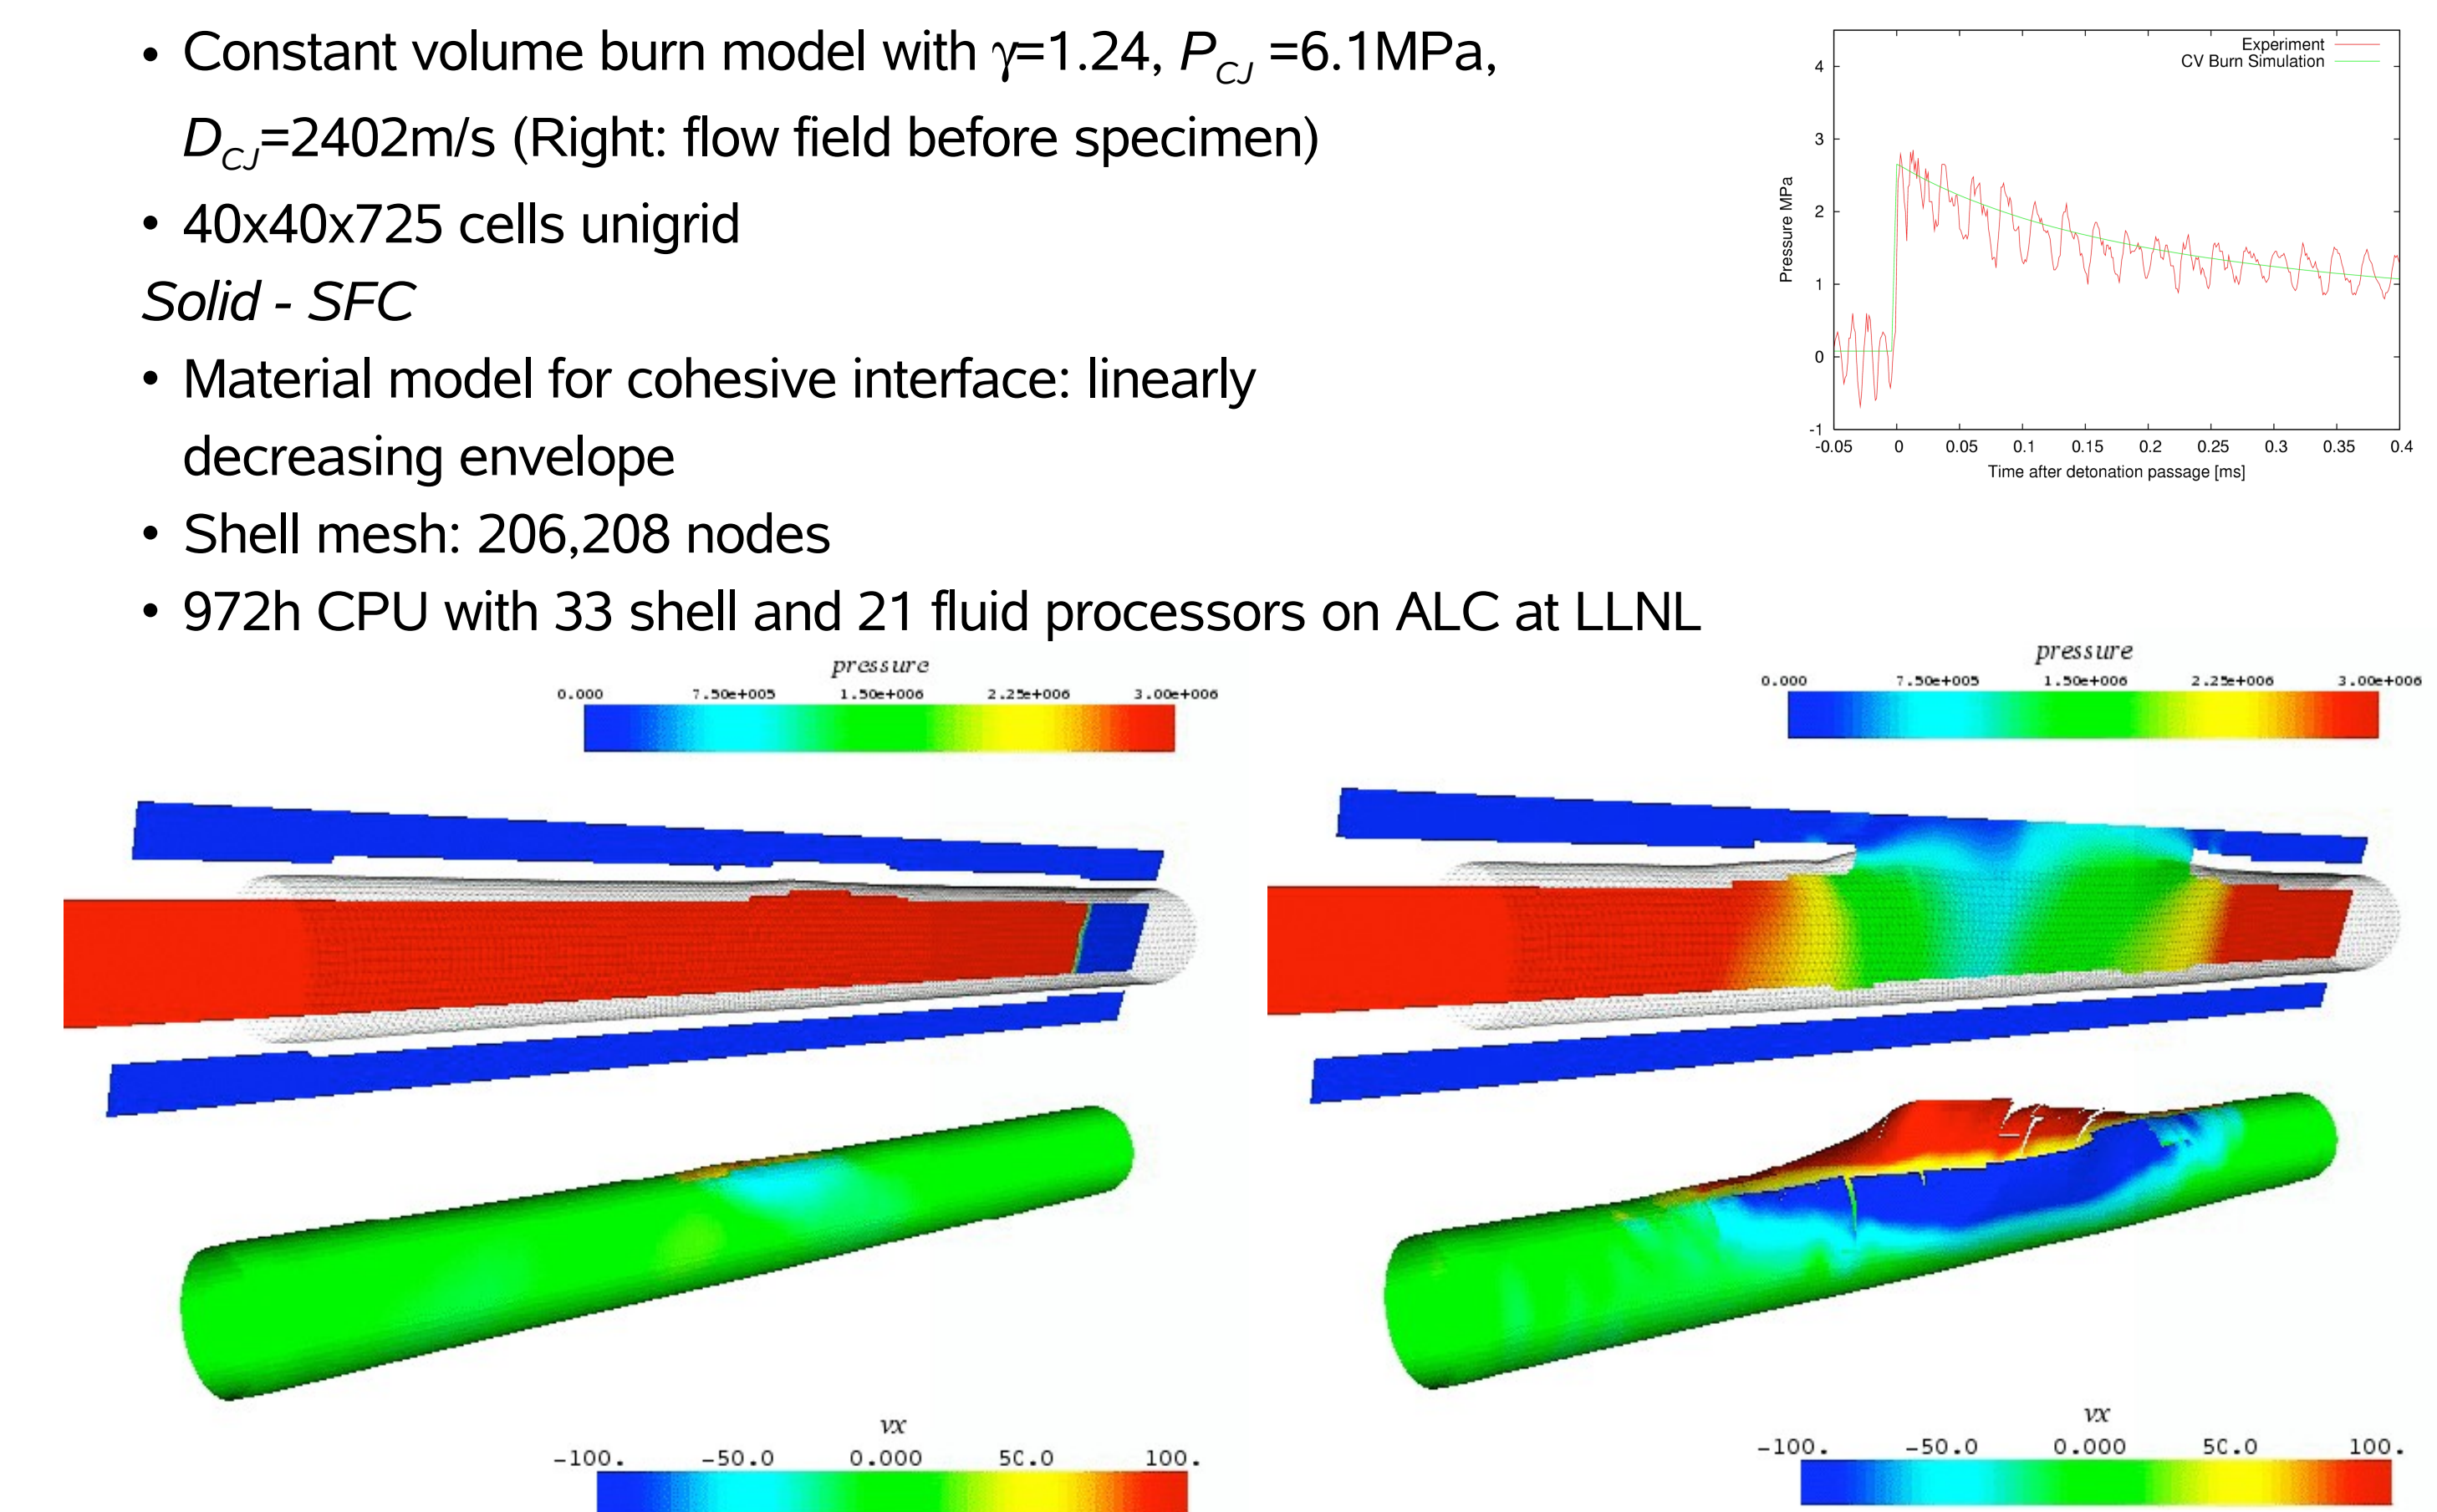 • Constant volume burn model with γ=1.24, P_CJ =6.1MPa,
D_CJ=2402m/s (Right: flow field before specimen)
• 40x40x725 cells unigrid
Solid - SFC
• Material model for cohesive interface: linearly
decreasing envelope
• Shell mesh: 206,208 nodes
• 972h CPU with 33 shell and 21 fluid processors on ALC at LLNL
Experiment
CV Burn Simulation
Pressure MPa
4
3
2
1
0
-1
-0.05 0 0.05 0.1 0.15 0.2 0.25 0.3 0.35 0.4
Time after detonation passage [ms]
pressure
0.000 7.50e+005 1.50e+006 2.25e+006 3.00e+006
pressure
0.000 7.50e+005 1.50e+006 2.25e+006 3.00e+006
vx
-100. -50.0 0.000 50.0 100.
vx
-100. -50.0 0.000 50.0 100.